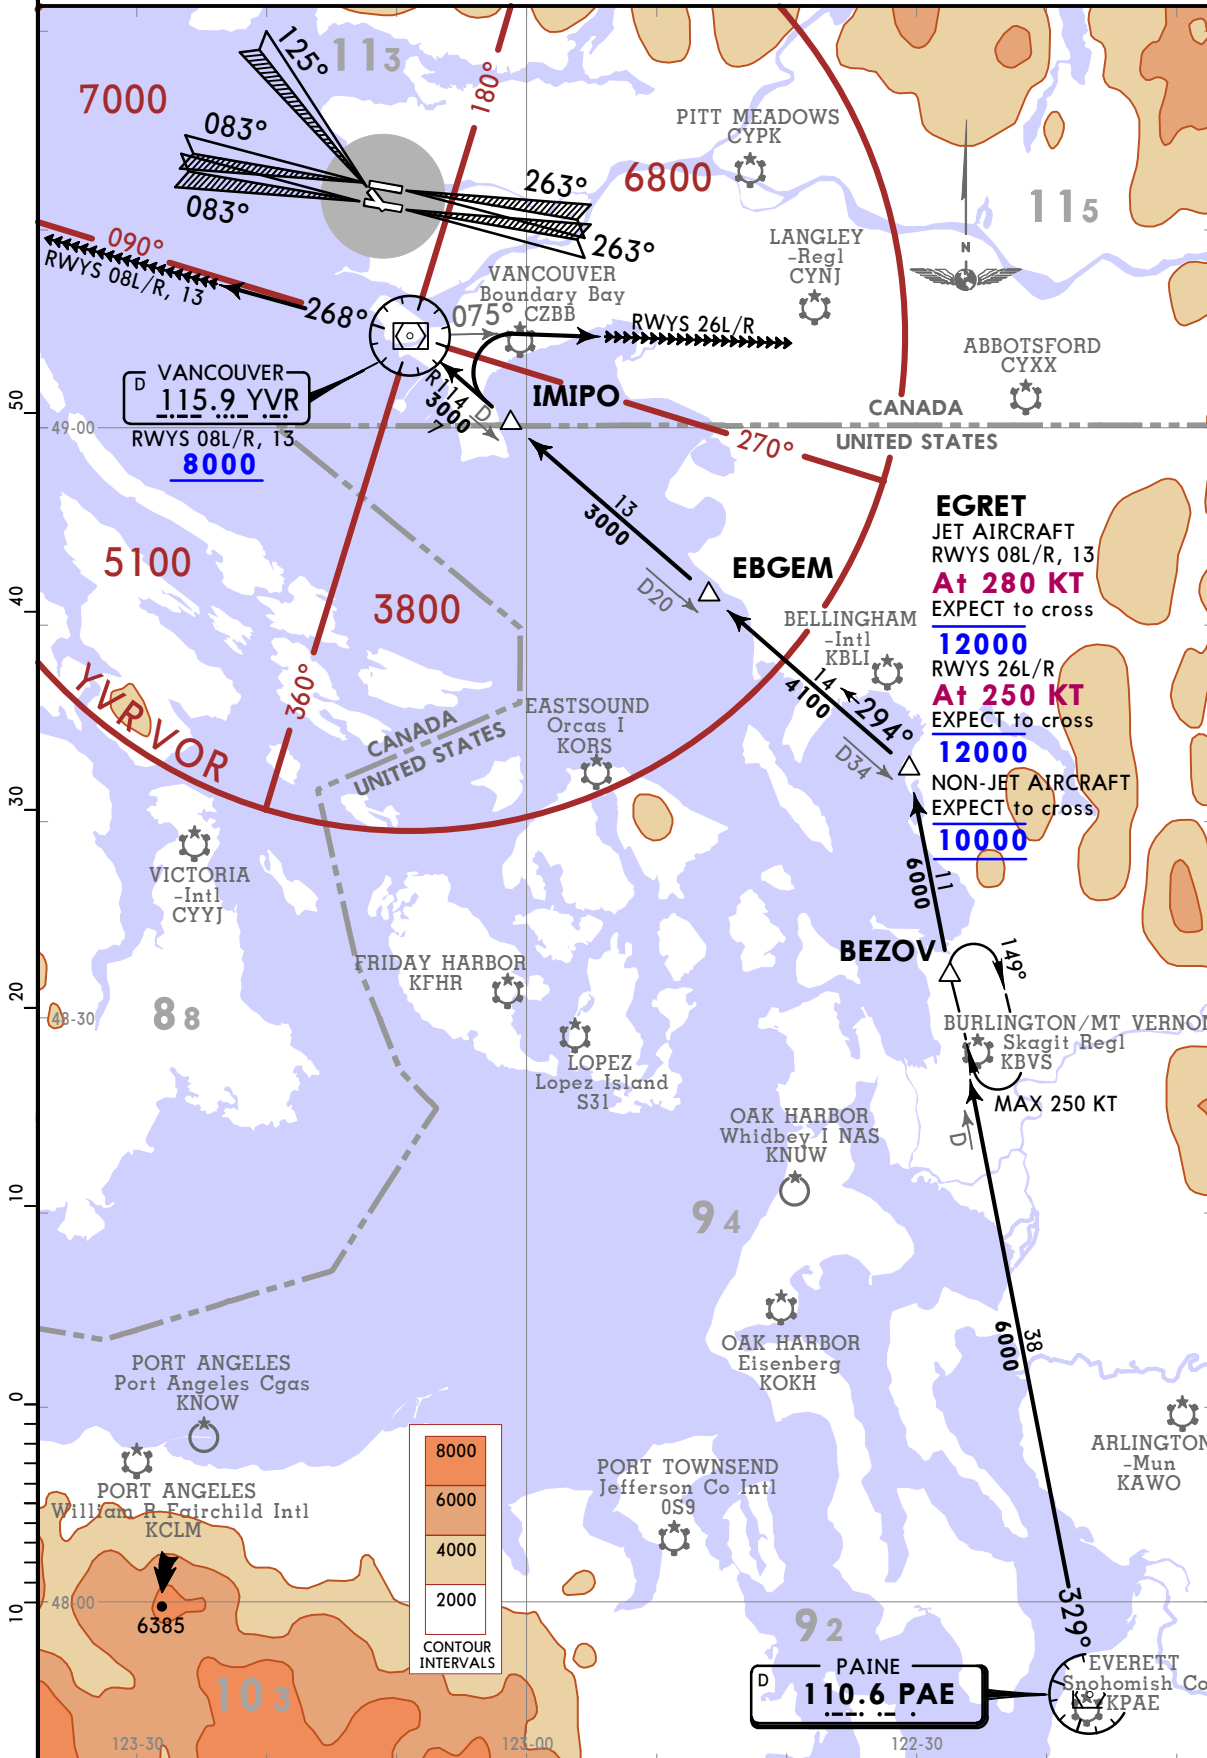 125°
113
7000
180°
083°
083°
263°
263°
6800
PITT MEADOWS
CYPK
115
N
LANGLEY
-Regl
CYNJ
090°
RWYS 08L/R, 13
268°
VANCOUVER
Boundary Bay
CZBB
075°
RWYS 26L/R
ABBOTSFORD
CYXX
D VANCOUVER
115.9 YVR
RWYS 08L/R, 13
8000
R114
3000
7
D
IMIPO
CANADA
UNITED STATES
270°
50
49-00
13
3000
EGRET
JET AIRCRAFT
RWYS 08L/R, 13
At 280 KT
EXPECT to cross
12000
RWYS 26L/R
At 250 KT
EXPECT to cross
12000
NON-JET AIRCRAFT
EXPECT to cross
10000
5100
3800
EBGEM
D20
40
BELLINGHAM
-Intl
KBLI
14
4100
294°
D34
YVR VOR
360°
CANADA
UNITED STATES
EASTSOUND
Orcas I
KORS
30
VICTORIA
-Intl
CYYJ
11
6000
BEZOV
149°
FRIDAY HARBOR
KFHR
88
20
48-30
BURLINGTON/MT VERNON
Skagit Regl
KBVS
MAX 250 KT
LOPEZ
Lopez Island
S31
OAK HARBOR
Whidbey I NAS
KNUW
D
10
94
OAK HARBOR
Eisenberg
KOKH
38
6000
PORT ANGELES
Port Angeles Cgas
KNOW
0
ARLINGTON
-Mun
KAWO
PORT ANGELES
William R Fairchild Intl
KCLM
8000
6000
4000
2000
CONTOUR
INTERVALS
PORT TOWNSEND
Jefferson Co Intl
0S9
10
48-00
6385
92
329°
103
D PAINE
110.6 PAE
EVERETT
Snohomish Co
KPAE
123-30
123-00
122-30